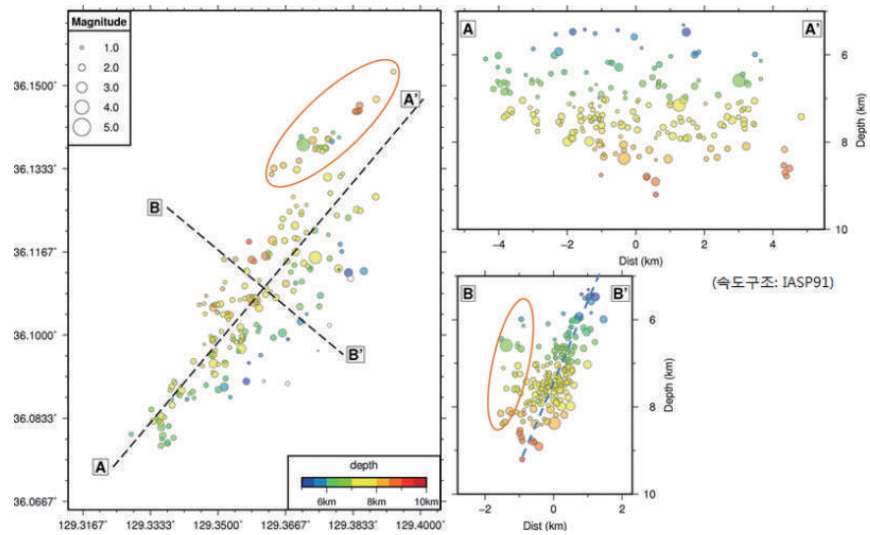 Magnitude
1.0
2.0
3.0
4.0
5.0
36.1500°
36.1333°
36.1167°
36.1000°
36.0833°
36.0667°
129.3167°
129.3333°
129.3500°
129.3667°
129.3833°
129.4000°
A
A'
B
B'
depth
6km
8km
10km
A
A'
6
8
10
Depth (km)
-4
-2
0
2
4
Dist (km)
B
B'
6
8
10
Depth (km)
-2
0
2
Dist (km)
(속도구조: IASP91)